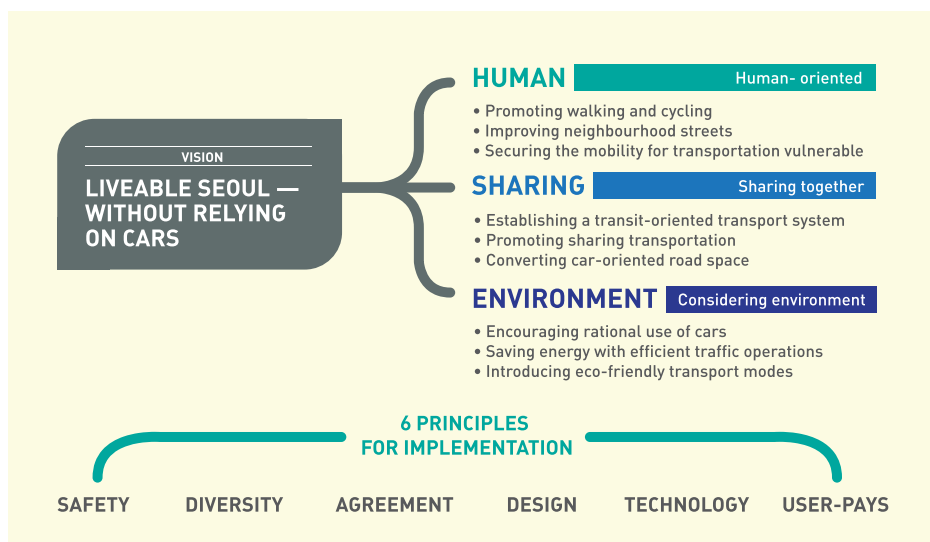 VISION
LIVEABLE SEOUL —
WITHOUT RELYING
ON CARS
HUMAN Human- oriented
• Promoting walking and cycling
• Improving neighbourhood streets
• Securing the mobility for transportation vulnerable
SHARING Sharing together
• Establishing a transit-oriented transport system
• Promoting sharing transportation
• Converting car-oriented road space
ENVIRONMENT Considering environment
• Encouraging rational use of cars
• Saving energy with efficient traffic operations
• Introducing eco-friendly transport modes
6 PRINCIPLES
FOR IMPLEMENTATION
SAFETY DIVERSITY AGREEMENT DESIGN TECHNOLOGY USER-PAYS